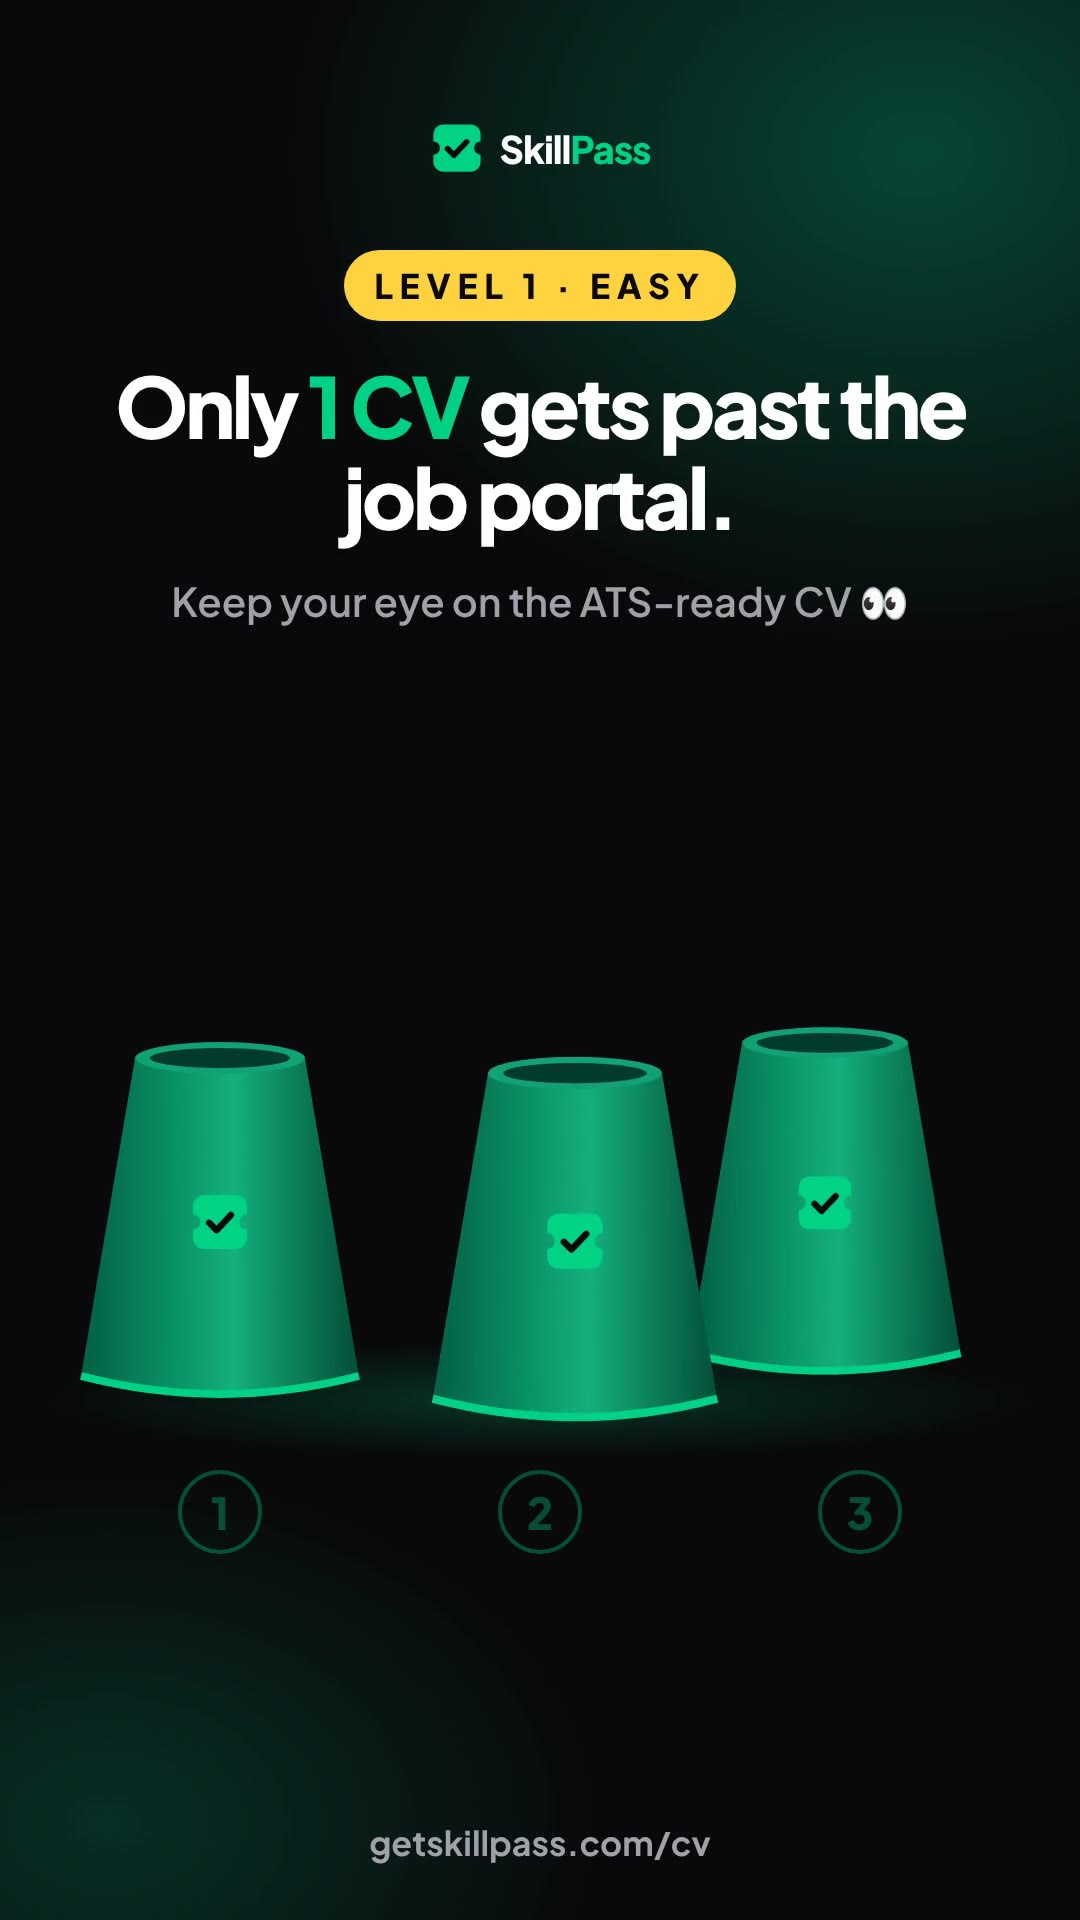 SkillPass
LEVEL 1 · EASY
Only 1 CV gets past the
job portal.
Keep your eye on the ATS-ready CV 👀
1
2
3
getskillpass.com/cv